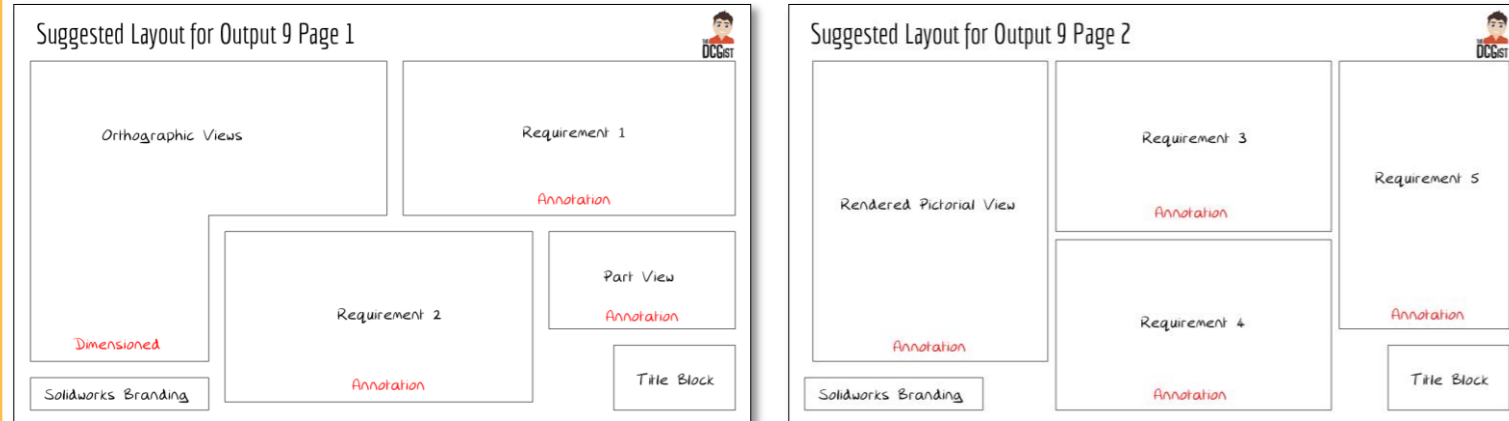 Suggested Layout for Output 9 Page 1
THE
DCGIST
Orthographic Views
Dimensioned
Requirement 1
Annotation
Requirement 2
Annotation
Part View
Annotation
Solidworks Branding
Title Block
Suggested Layout for Output 9 Page 2
THE
DCGIST
Rendered Pictorial View
Annotation
Requirement 3
Annotation
Requirement 4
Annotation
Requirement 5
Annotation
Solidworks Branding
Title Block